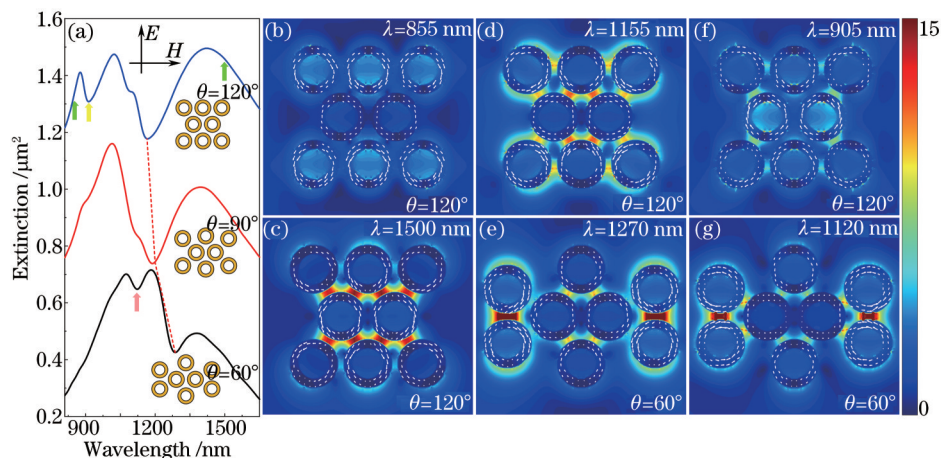 (a)
E
H
1.6
1.4
1.2
1.0
0.8
0.6
0.4
0.2
Extinction /μm²
θ=120°
θ=90°
θ=60°
900
1200
1500
Wavelength /nm
(b)
λ=855 nm
θ=120°
(d)
λ=1155 nm
θ=120°
(f)
λ=905 nm
θ=120°
(c)
λ=1500 nm
θ=120°
(e)
λ=1270 nm
θ=60°
(g)
λ=1120 nm
θ=60°
15
0